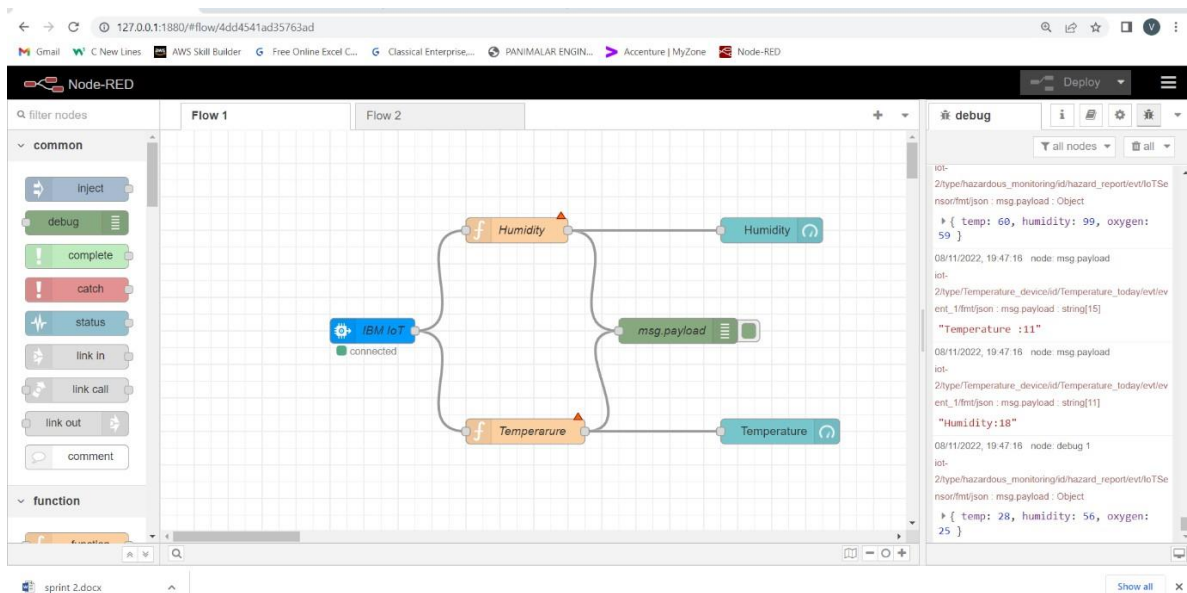 127.0.0.1:1880/#flow/4dd4541ad35763ad
V
Gmail C New Lines AWS Skill Builder Free Online Excel C... Classical Enterprise,... PANIMALAR ENGIN... Accenture | MyZone Node-RED
Node-RED Deploy
filter nodes Flow 1 Flow 2 debug
all nodes all
common
inject
debug
complete
catch
status
link in
link call
link out
comment
function
function
Humidity Humidity
IBM IoT msg.payload
connected
Temperarure Temperature
iot-
2/type/hazardous_monitoring/id/hazard_report/evt/IoTSe
nsor/fmt/json : msg.payload : Object
{ temp: 60, humidity: 99, oxygen:
59 }
08/11/2022, 19:47:16 node: msg.payload
iot-
2/type/Temperature_device/id/Temperature_today/evt/ev
ent_1/fmt/json : msg.payload : string[15]
"Temperature :11"
08/11/2022, 19:47:16 node: msg.payload
iot-
2/type/Temperature_device/id/Temperature_today/evt/ev
ent_1/fmt/json : msg.payload : string[11]
"Humidity:18"
08/11/2022, 19:47:16 node: debug 1
iot-
2/type/hazardous_monitoring/id/hazard_report/evt/IoTSe
nsor/fmt/json : msg.payload : Object
{ temp: 28, humidity: 56, oxygen:
25 }
sprint 2.docx Show all